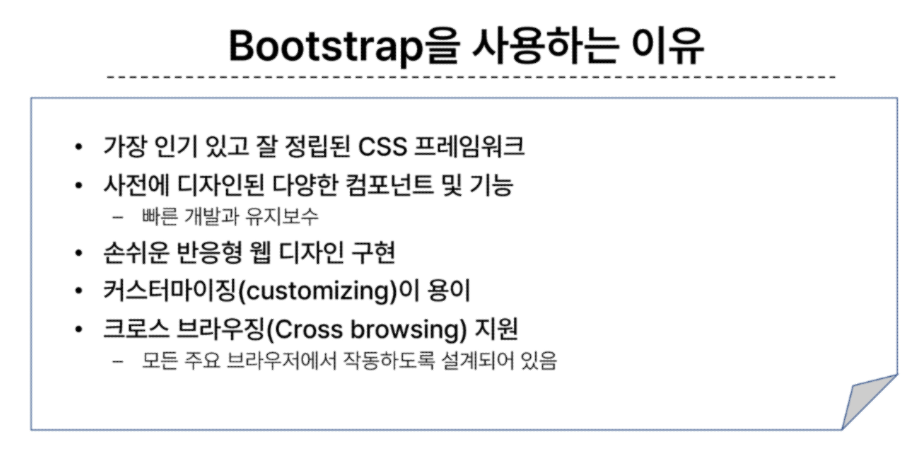 Bootstrap을 사용하는 이유
• 가장 인기 있고 잘 정립된 CSS 프레임워크
• 사전에 디자인된 다양한 컴포넌트 및 기능
– 빠른 개발과 유지보수
• 손쉬운 반응형 웹 디자인 구현
• 커스터마이징(customizing)이 용이
• 크로스 브라우징(Cross browsing) 지원
– 모든 주요 브라우저에서 작동하도록 설계되어 있음